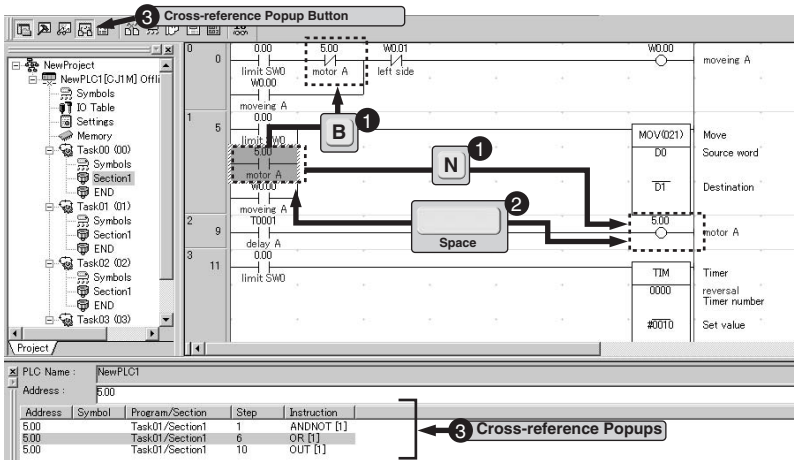 3 Cross-reference Popup Button
NewProject
NewPLC1[CJ1M] Offli
Symbols
IO Table
Settings
Memory
Task00 (00)
Symbols
Section1
END
Task01 (01)
Symbols
Section1
END
Task02 (02)
Symbols
Section1
END
Task03 (03)
Project
0
0
0.00
limit SW0
5.00
motor A
W0.01
left side
W0.00
moveing A
W0.00
moveing A
1
5
0.00
limit SW0
B 1
5.00
motor A
N 1
W0.00
moveing A
MOV(021)
Move
D0
Source word
D1
Destination
2
9
T0001
delay A
Space 2
5.00
motor A
3
11
0.00
limit SW0
TIM
Timer
0000
reversal
Timer number
#0010
Set value
PLC Name : NewPLC1
Address : 5.00
Address Symbol Program/Section Step Instruction
5.00 Task01/Section1 1 ANDNOT [1]
5.00 Task01/Section1 6 OR [1]
5.00 Task01/Section1 10 OUT [1]
3 Cross-reference Popups